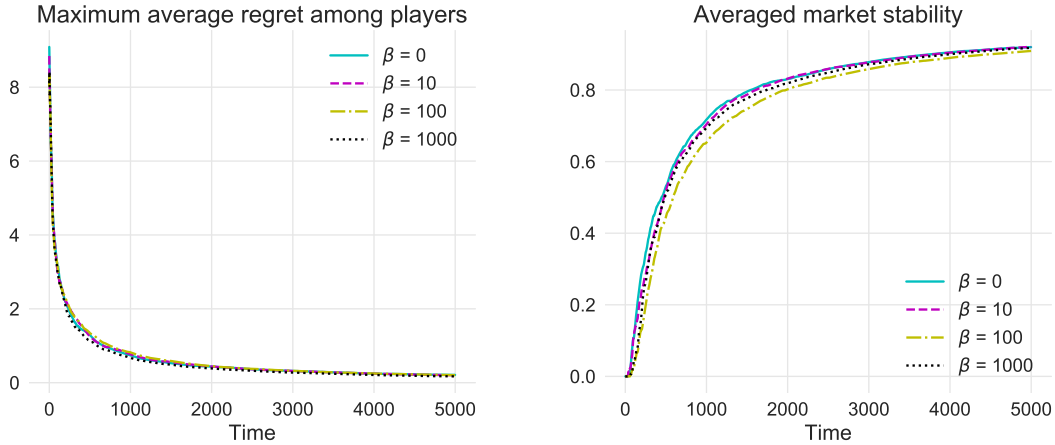 Maximum average regret among players
8
6
4
2
0
0 1000 2000 3000 4000 5000
Time
β = 0
β = 10
β = 100
β = 1000
Averaged market stability
0.8
0.6
0.4
0.2
0.0
0 1000 2000 3000 4000 5000
Time
β = 0
β = 10
β = 100
β = 1000